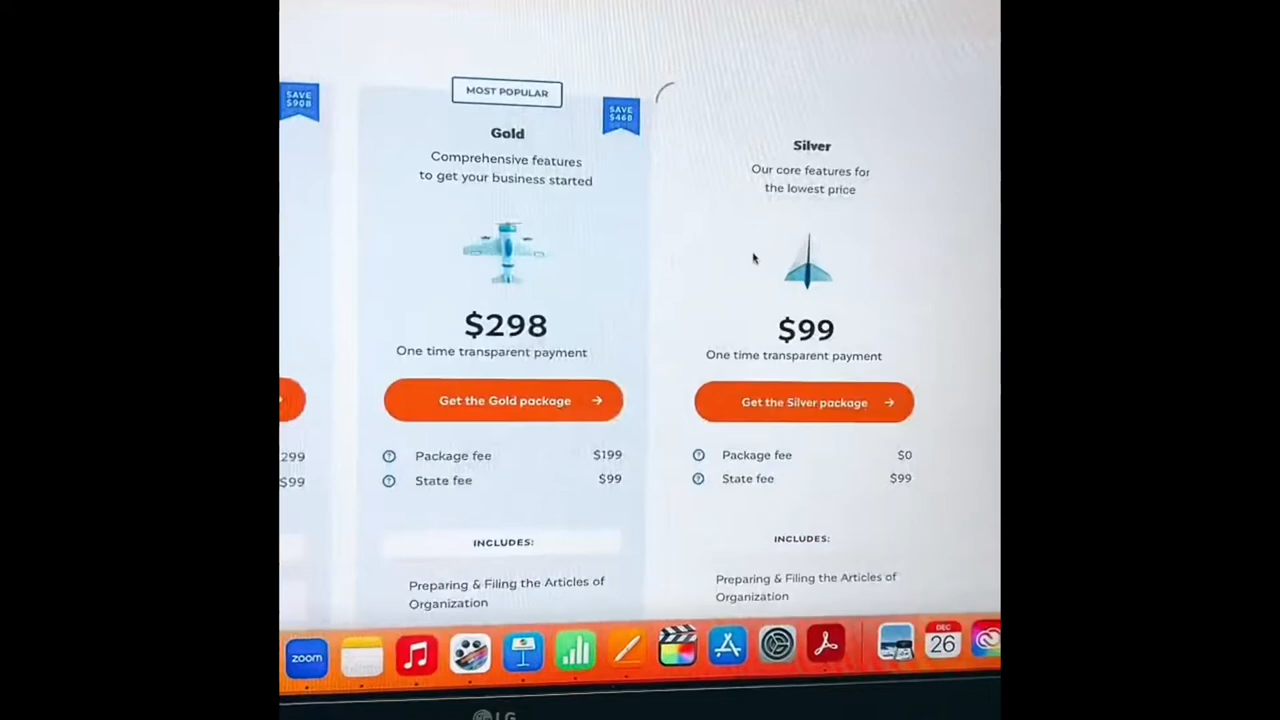 SAVE
$908
299
$99
MOST POPULAR
SAVE
$468
Gold
Comprehensive features
to get your business started
$298
One time transparent payment
Get the Gold package →
Package fee $199
State fee $99
INCLUDES:
Preparing & Filing the Articles of
Organization
Silver
Our core features for
the lowest price
$99
One time transparent payment
Get the Silver package →
Package fee $0
State fee $99
INCLUDES:
Preparing & Filing the Articles of
Organization
zoom
DEC
26
LG